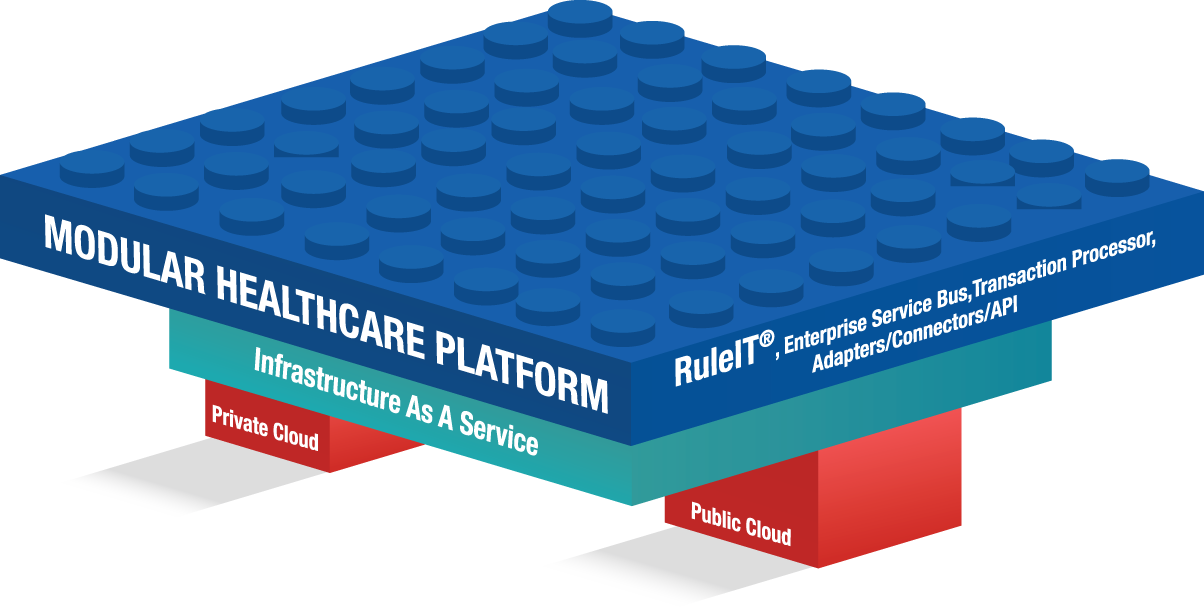 MODULAR HEALTHCARE PLATFORM
RuleIT®, Enterprise Service Bus,Transaction Processor,
Adapters/Connectors/API
Infrastructure As A Service
Private Cloud
Public Cloud